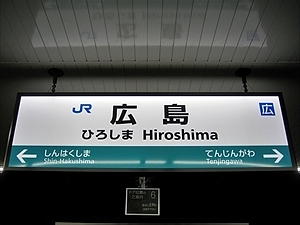 JR 広島 広
ひろしま Hiroshima
しんはくしま てんじんがわ
Shin-Hakushima Tenjingawa
6